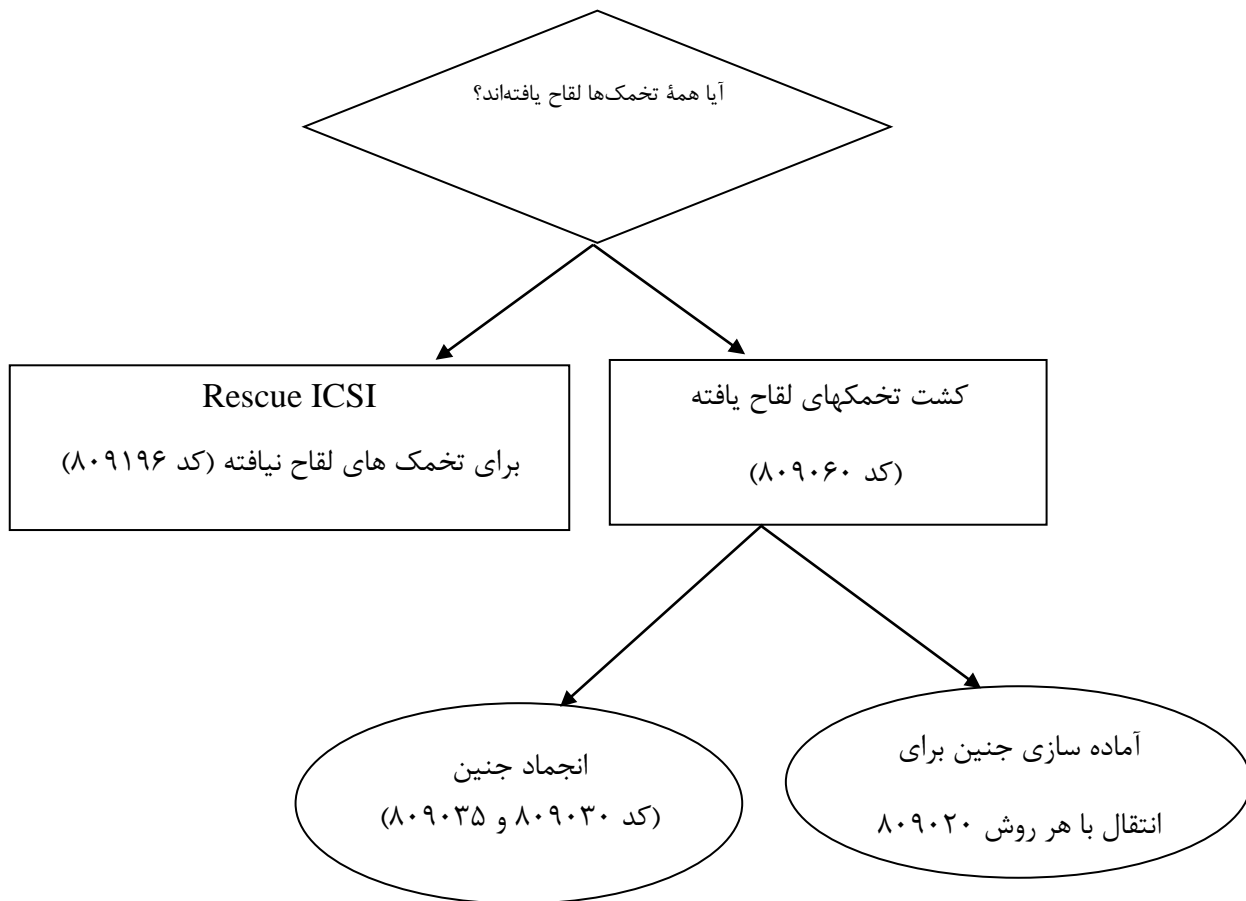 آیا همهٔ تخمک‌ها لقاح یافته‌اند؟
کشت تخمکهای لقاح یافته
(کد ۸۰۹۰۶۰)
Rescue ICSI
برای تخمک های لقاح نیافته (کد ۸۰۹۱۹۶)
آماده سازی جنین برای
انتقال با هر روش ۸۰۹۰۲۰
انجماد جنین
(کد ۸۰۹۰۳۰ و ۸۰۹۰۳۵)